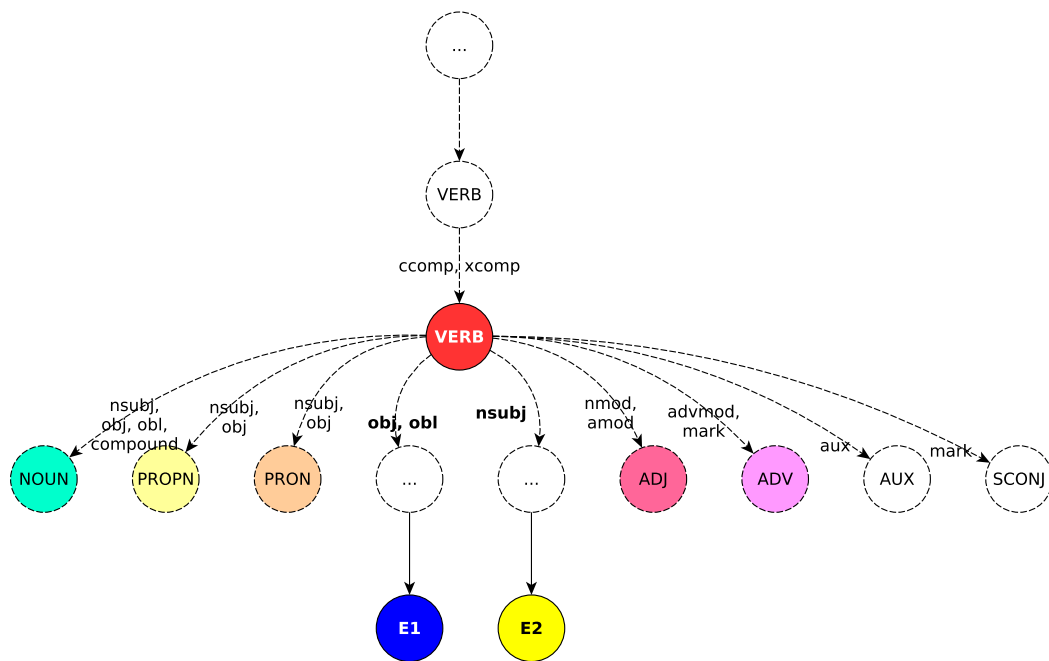 ...
VERB
ccomp, xcomp
VERB
nsubj,
obj, obl,
compound
nsubj,
obj
nsubj,
obj
obj, obl
nsubj
nmod,
amod
advmod,
mark
aux
mark
NOUN
PROPN
PRON
...
...
ADJ
ADV
AUX
SCONJ
E1
E2